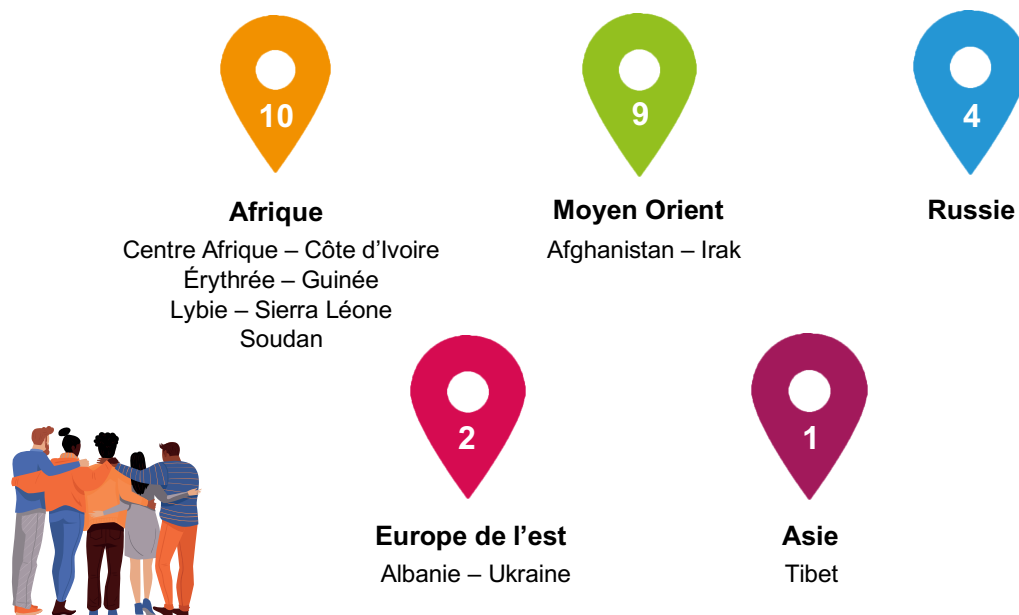 10
Afrique
Centre Afrique – Côte d'Ivoire
Érythrée – Guinée
Lybie – Sierra Léone
Soudan
9
Moyen Orient
Afghanistan – Irak
4
Russie
2
Europe de l'est
Albanie – Ukraine
1
Asie
Tibet